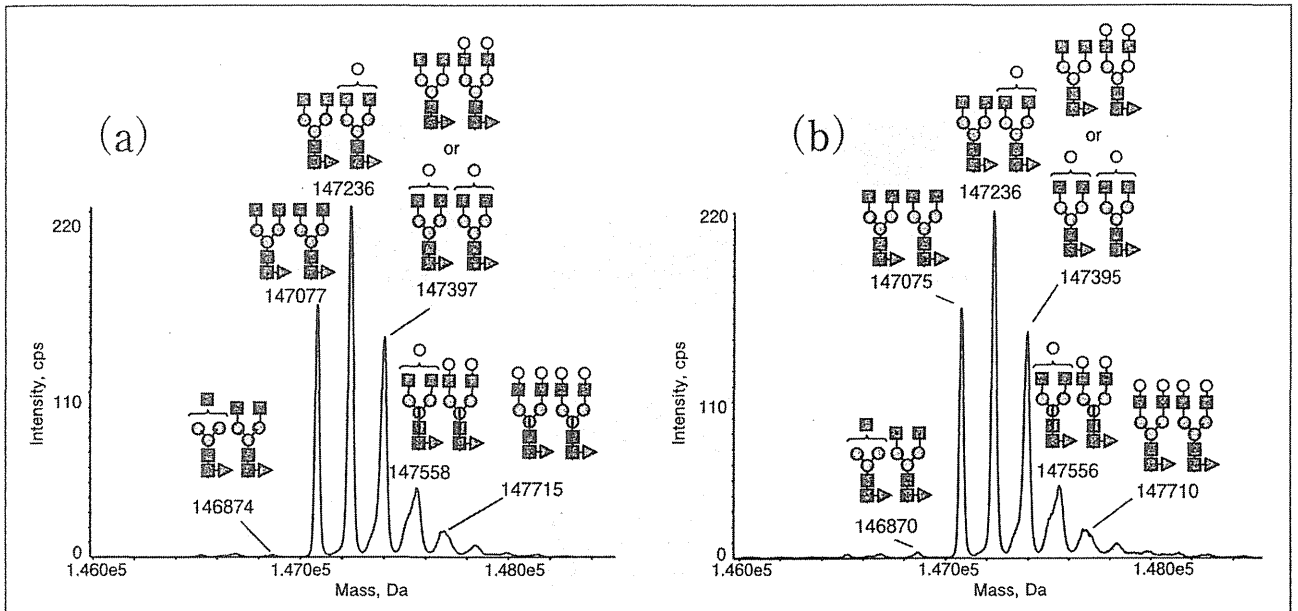 (a)
147236
or
147077
147397
147558
147715
146874
220
110
0
Intensity, cps
1.460e5
1.470e5
1.480e5
Mass, Da
(b)
147236
or
147075
147395
147556
147710
146870
220
110
0
Intensity, cps
1.460e5
1.470e5
1.480e5
Mass, Da